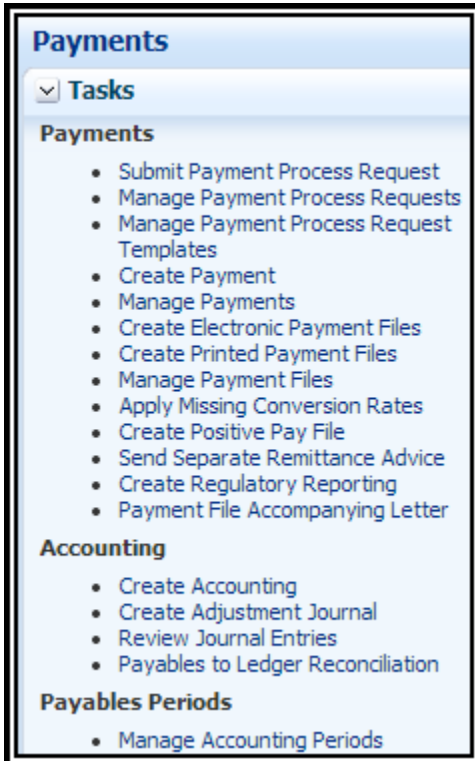 Payments
Tasks
Payments
• Submit Payment Process Request
• Manage Payment Process Requests
• Manage Payment Process Request
Templates
• Create Payment
• Manage Payments
• Create Electronic Payment Files
• Create Printed Payment Files
• Manage Payment Files
• Apply Missing Conversion Rates
• Create Positive Pay File
• Send Separate Remittance Advice
• Create Regulatory Reporting
• Payment File Accompanying Letter
Accounting
• Create Accounting
• Create Adjustment Journal
• Review Journal Entries
• Payables to Ledger Reconciliation
Payables Periods
• Manage Accounting Periods